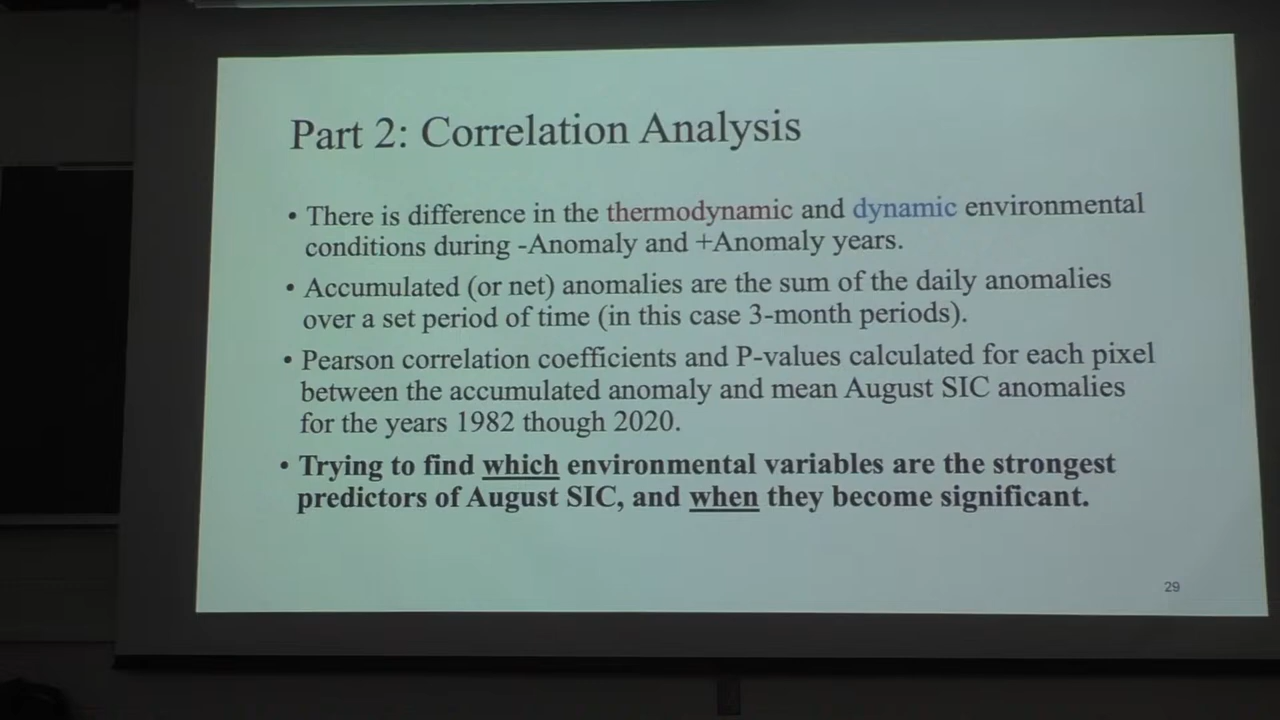 Part 2: Correlation Analysis
• There is difference in the thermodynamic and dynamic environmental
conditions during -Anomaly and +Anomaly years.
• Accumulated (or net) anomalies are the sum of the daily anomalies
over a set period of time (in this case 3-month periods).
• Pearson correlation coefficients and P-values calculated for each pixel
between the accumulated anomaly and mean August SIC anomalies
for the years 1982 though 2020.
• Trying to find which environmental variables are the strongest
predictors of August SIC, and when they become significant.
29